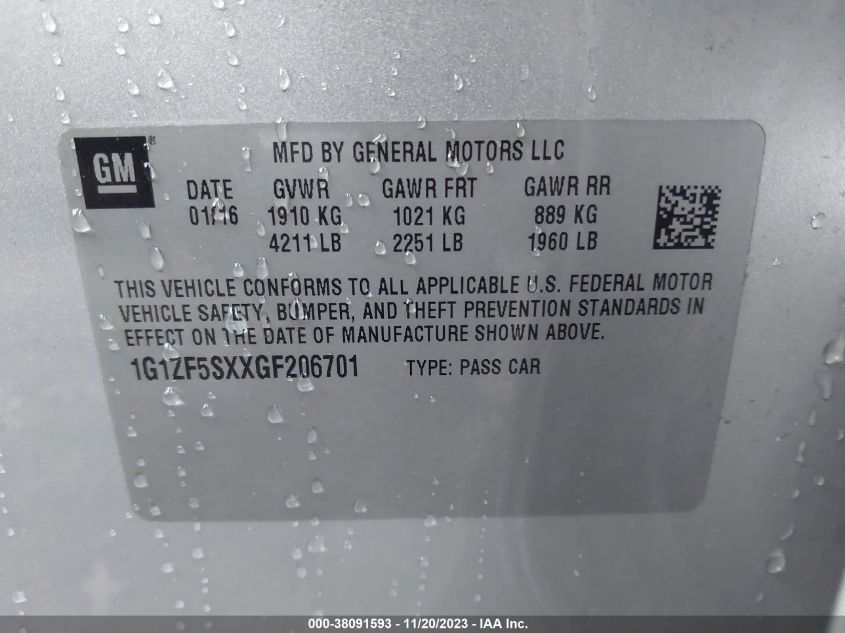 GM®
MFD BY GENERAL MOTORS LLC
DATE GVWR GAWR FRT GAWR RR
01/16 1910 KG 1021 KG 889 KG
4211 LB 2251 LB 1960 LB
THIS VEHICLE CONFORMS TO ALL APPLICABLE U.S. FEDERAL MOTOR
VEHICLE SAFETY, BUMPER, AND THEFT PREVENTION STANDARDS IN
EFFECT ON THE DATE OF MANUFACTURE SHOWN ABOVE.
1G1ZF5SXXGF206701 TYPE: PASS CAR
000-38091593 - 11/20/2023 - IAA Inc.